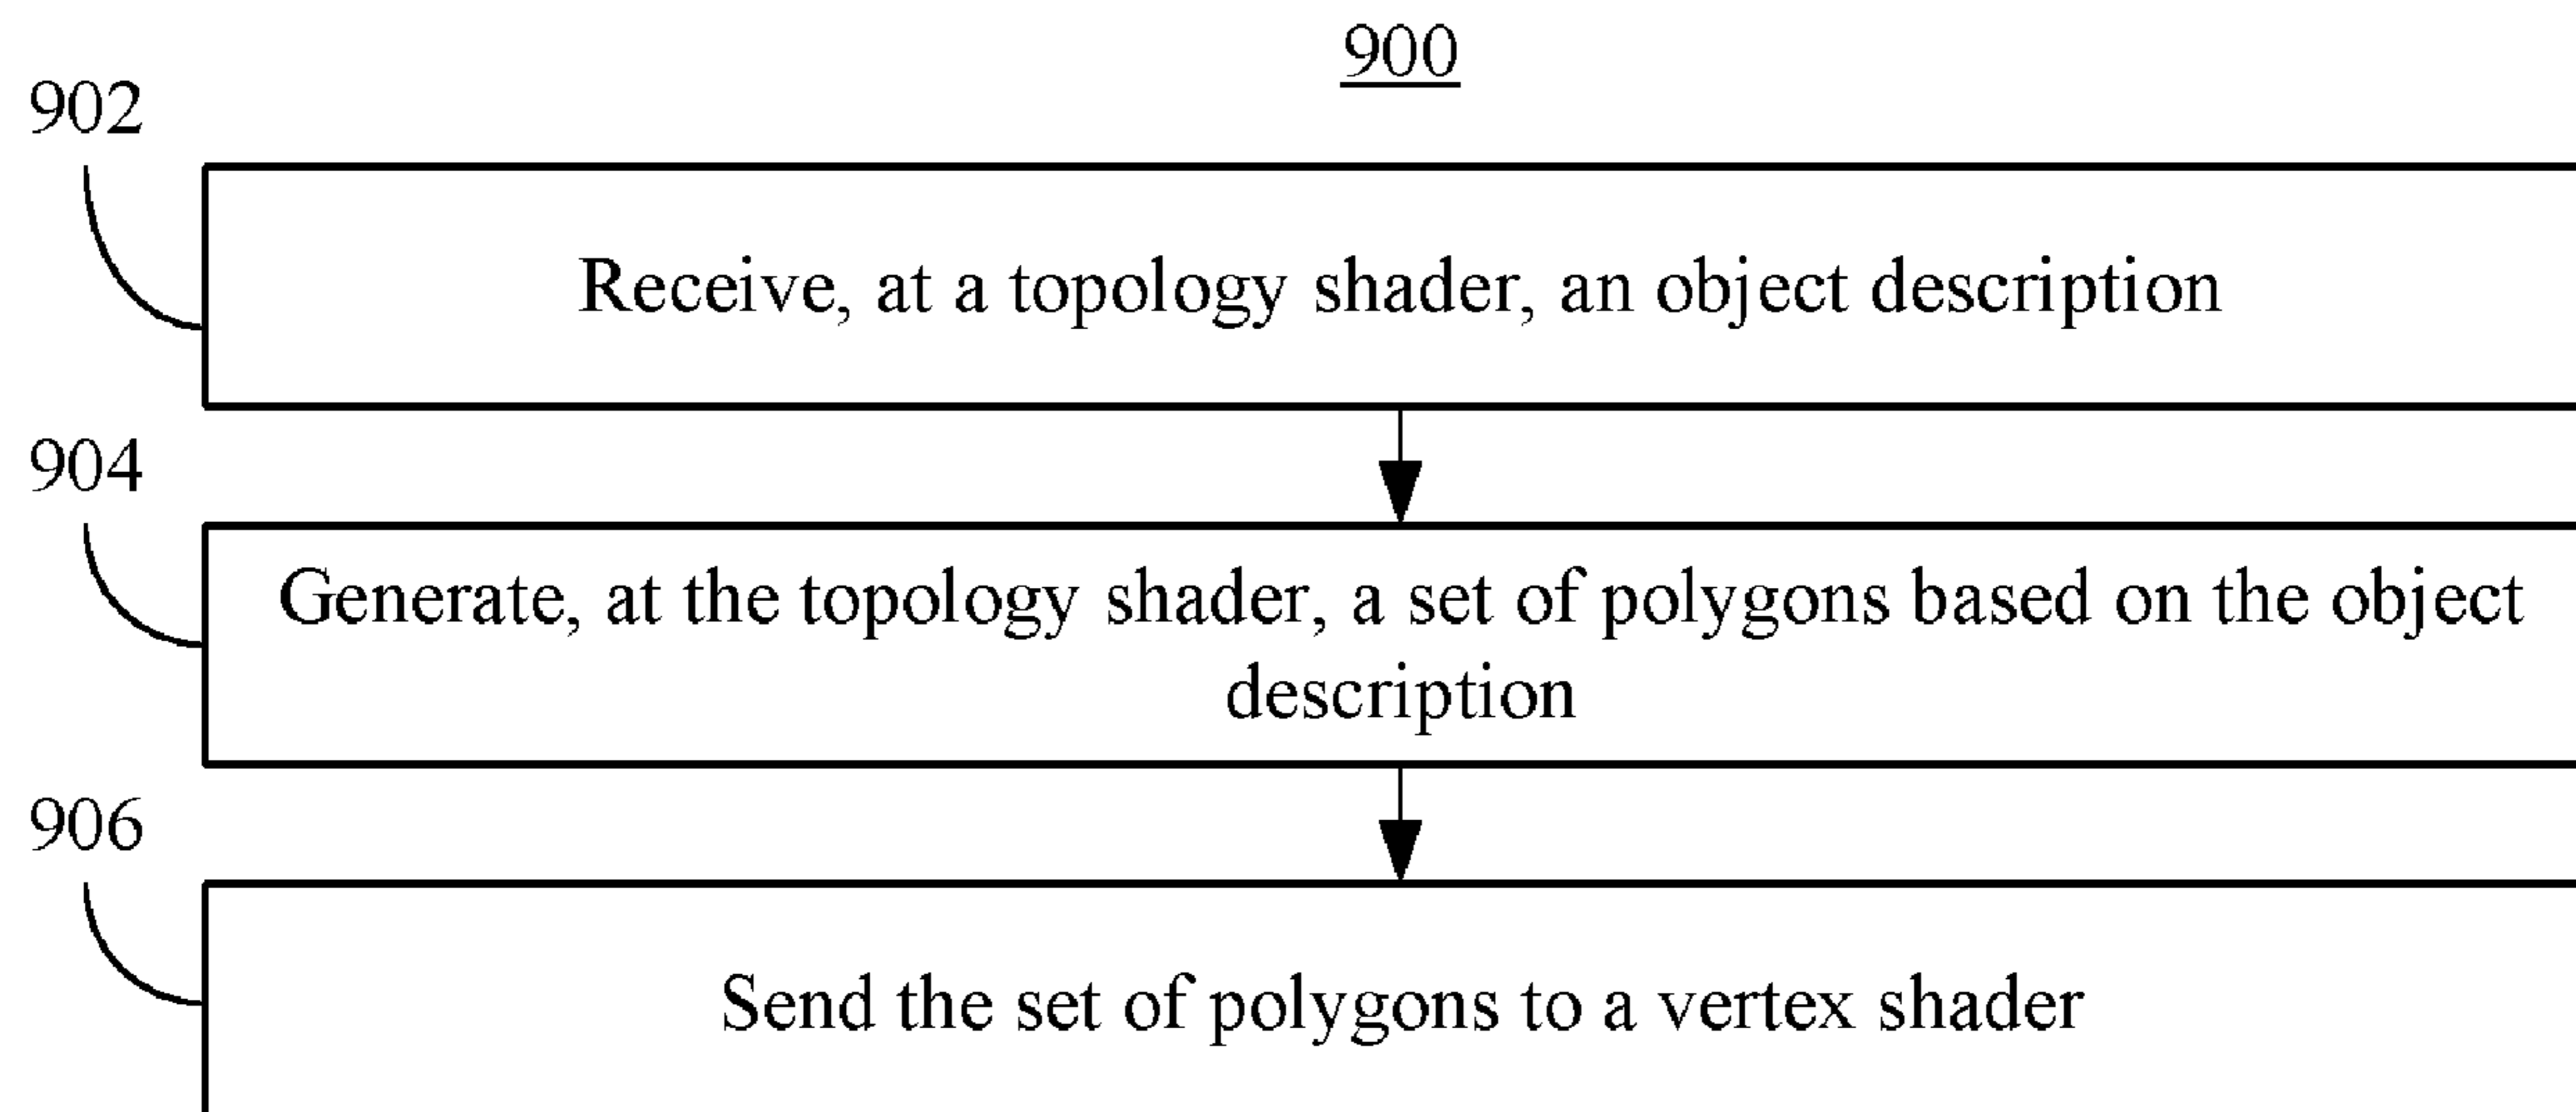 900
902
Receive, at a topology shader, an object description
904
Generate, at the topology shader, a set of polygons based on the object
description
906
Send the set of polygons to a vertex shader